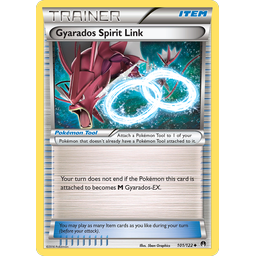 TRAINER ITEM
Gyarados Spirit Link
Pokémon Tool
Attach a Pokémon Tool to 1 of your
Pokémon that doesn't already have a Pokémon Tool attached to it.
Your turn does not end if the Pokémon this card is
attached to becomes M Gyarados-EX.
You may play as many Item cards as you like during your turn
(before your attack).
Illus. 5ban Graphics
101/122